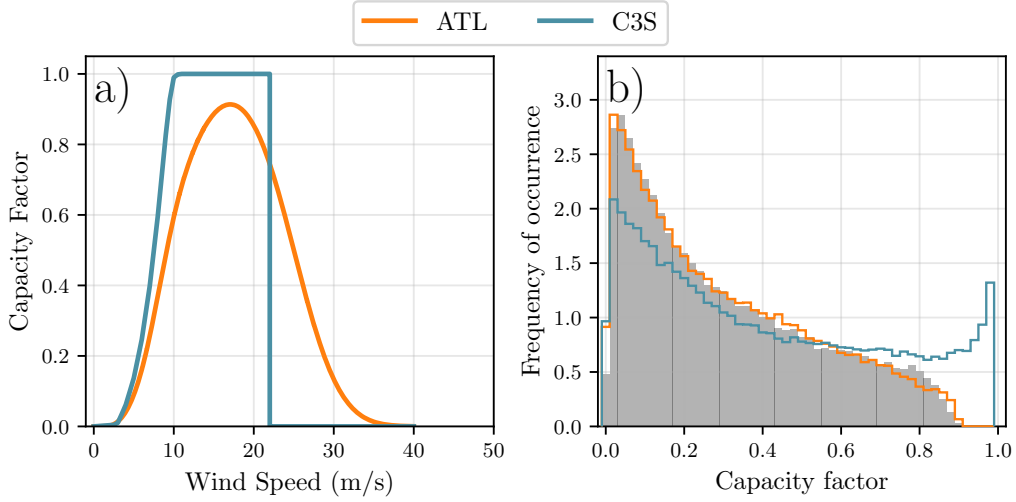 ATL C3S
a)
Capacity Factor
1.0
0.8
0.6
0.4
0.2
0.0
0 10 20 30 40 50
Wind Speed (m/s)
b)
Frequency of occurrence
3.0
2.5
2.0
1.5
1.0
0.5
0.0
0.0 0.2 0.4 0.6 0.8 1.0
Capacity factor